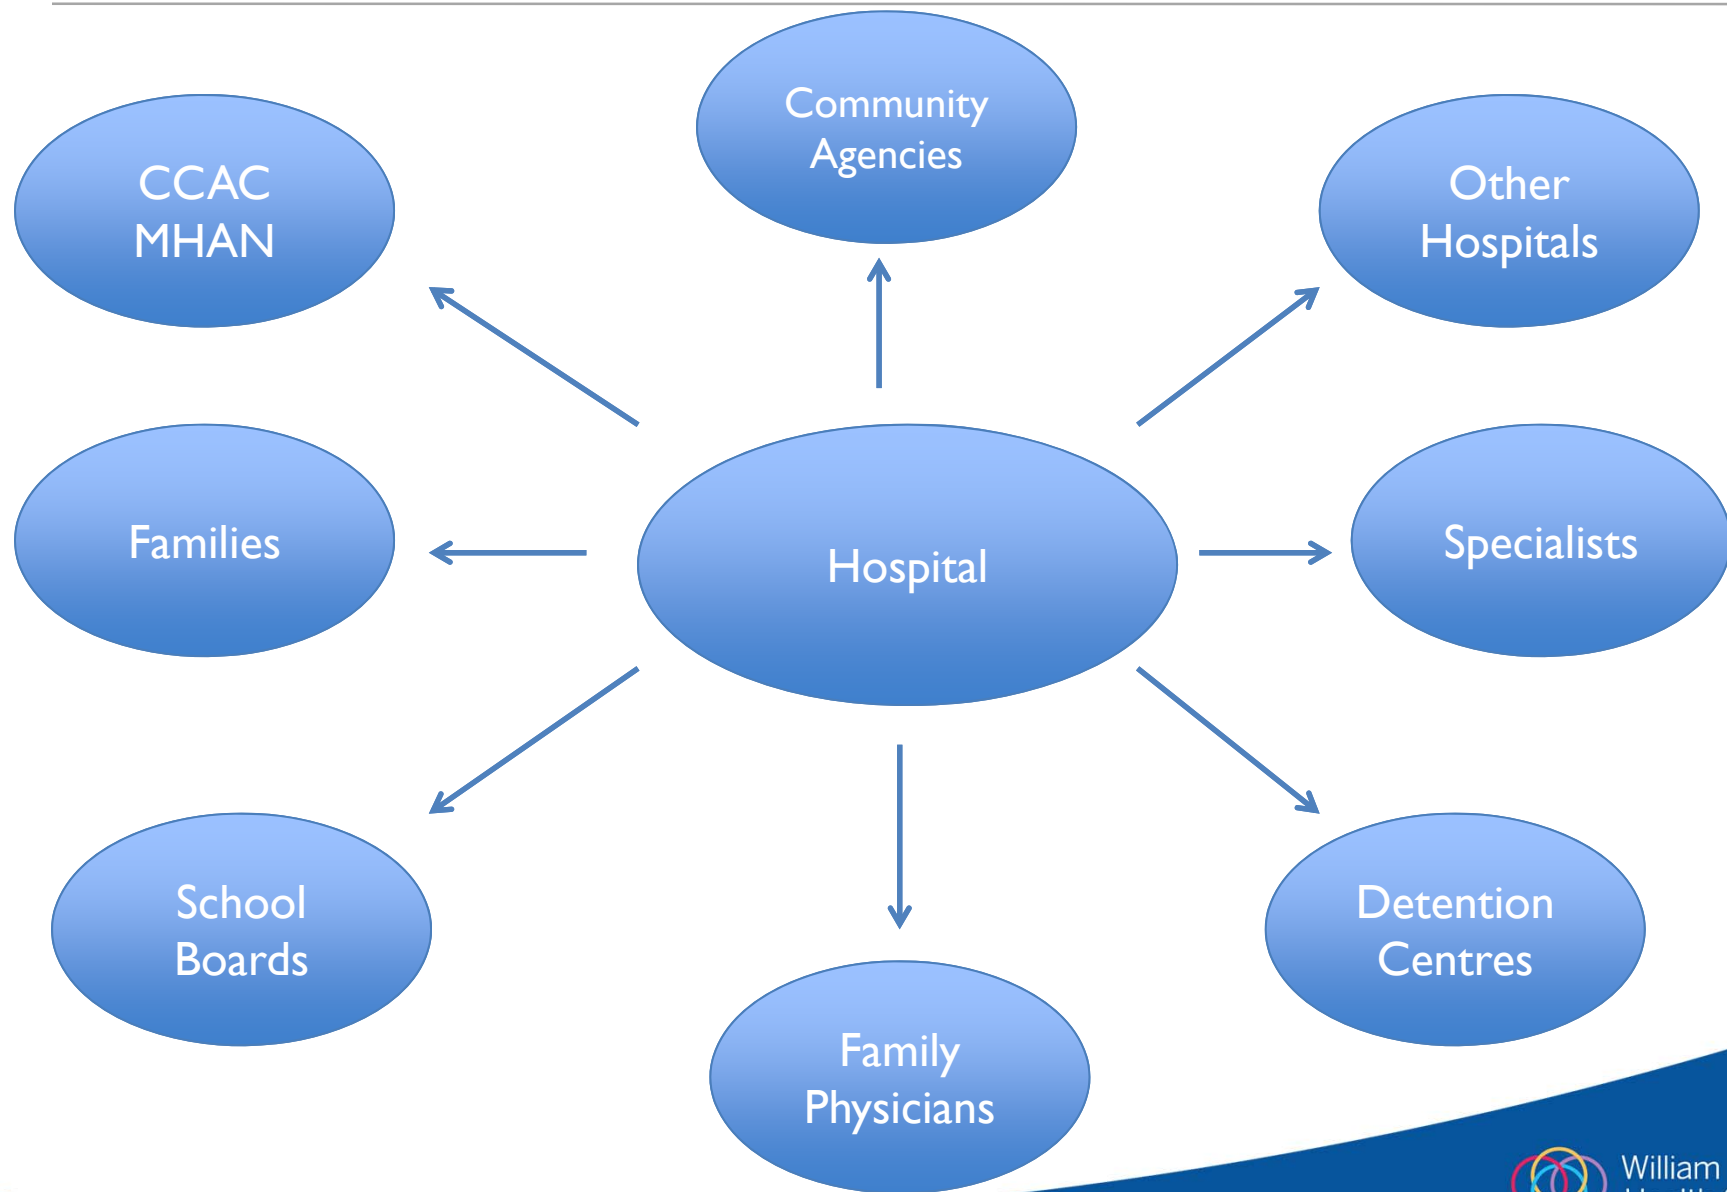 Community
Agencies
CCAC
MHAN
Other
Hospitals
Families
Hospital
Specialists
School
Boards
Detention
Centres
Family
Physicians
William